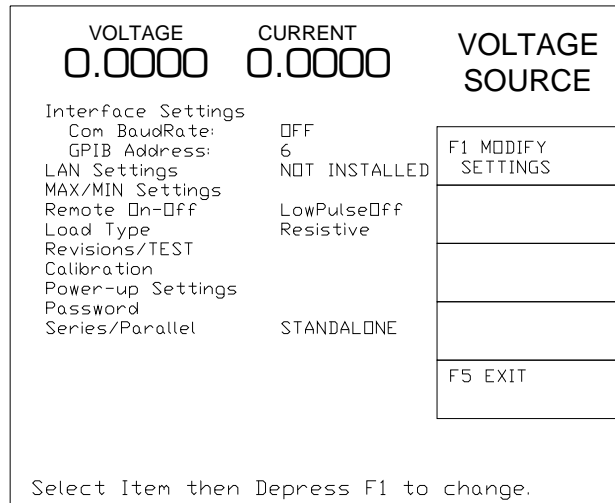 VOLTAGE CURRENT
0.0000 0.0000
VOLTAGE
SOURCE
Interface Settings
Com BaudRate: OFF
GPIB Address: 6
LAN Settings NOT INSTALLED
MAX/MIN Settings
Remote On-Off LowPulseOff
Load Type Resistive
Revisions/TEST
Calibration
Power-up Settings
Password
Series/Parallel STANDALONE
F1 MODIFY
SETTINGS
F5 EXIT
Select Item then Depress F1 to change.